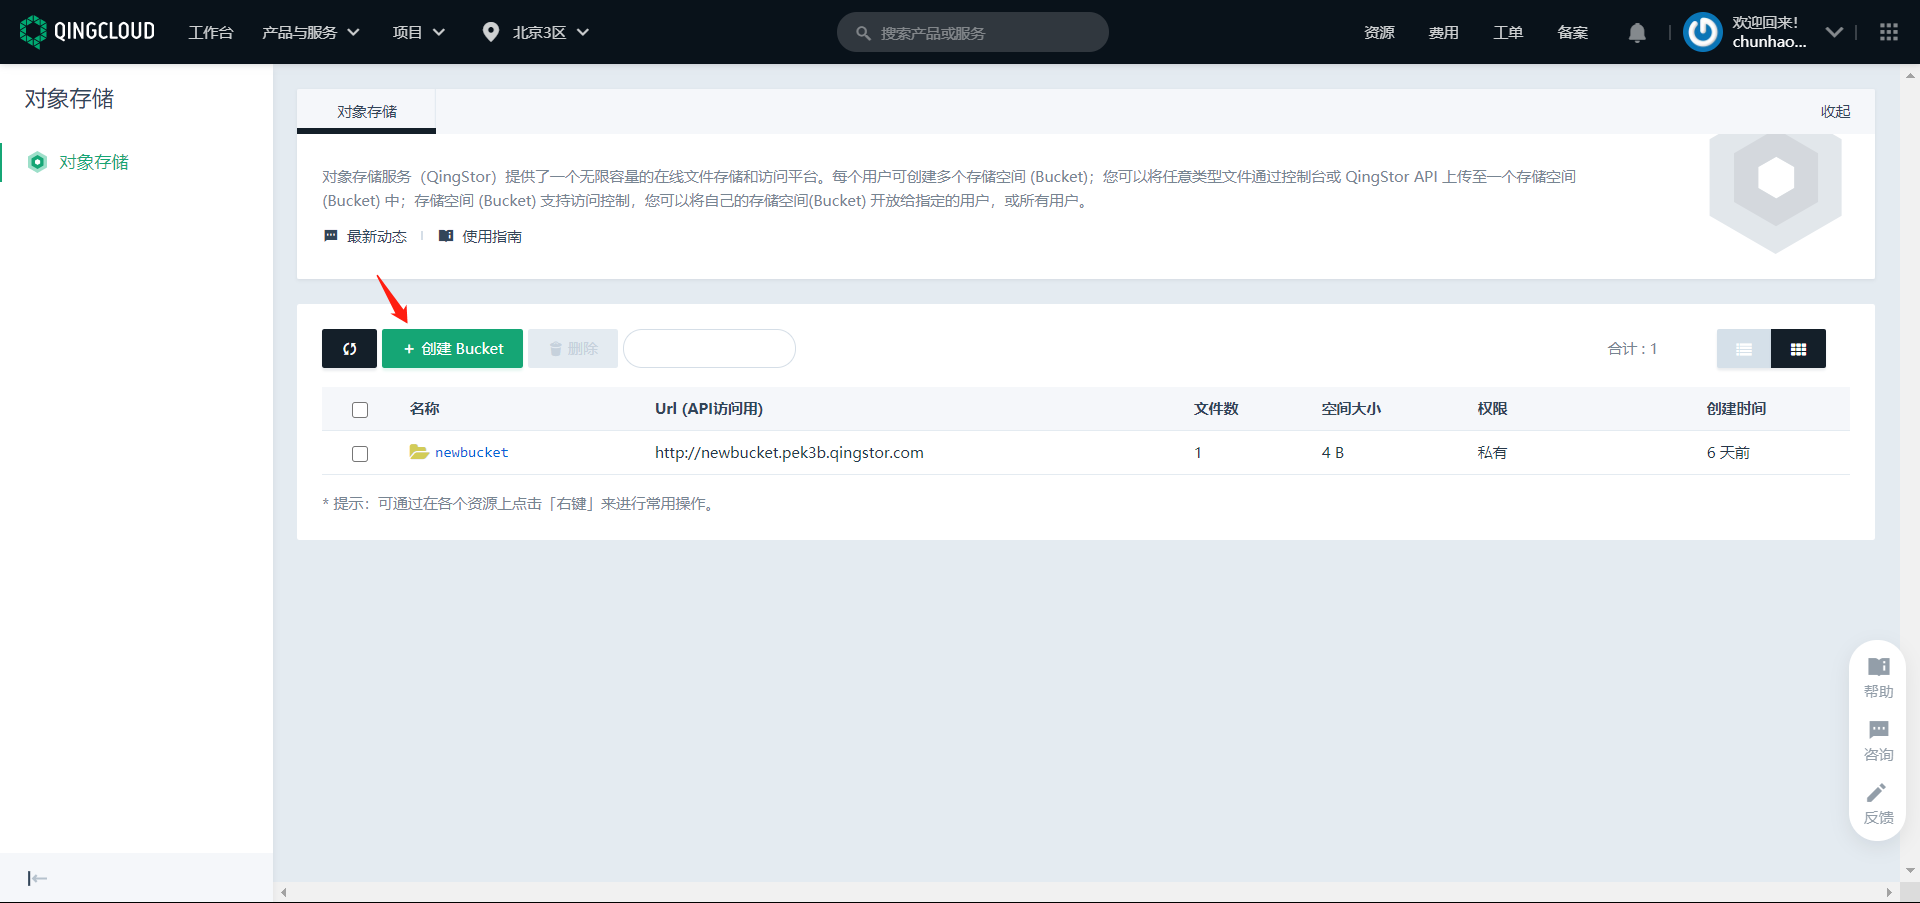 QINGCLOUD 工作台 产品与服务 项目 北京3区 搜索产品或服务 资源 费用 工单 备案 欢迎回来!
chunhao...
对象存储
对象存储
对象存储 收起
对象存储服务（QingStor）提供了一个无限容量的在线文件存储和访问平台。每个用户可创建多个存储空间 (Bucket)；您可以将任意类型文件通过控制台或 QingStor API 上传至一个存储空间
(Bucket) 中；存储空间 (Bucket) 支持访问控制，您可以将自己的存储空间(Bucket) 开放给指定的用户，或所有用户。
最新动态 使用指南
+ 创建 Bucket 删除 合计 : 1
名称 Url (API访问用) 文件数 空间大小 权限 创建时间
newbucket http://newbucket.pek3b.qingstor.com 1 4 B 私有 6 天前
* 提示：可通过在各个资源上点击「右键」来进行常用操作。
帮助
咨询
反馈